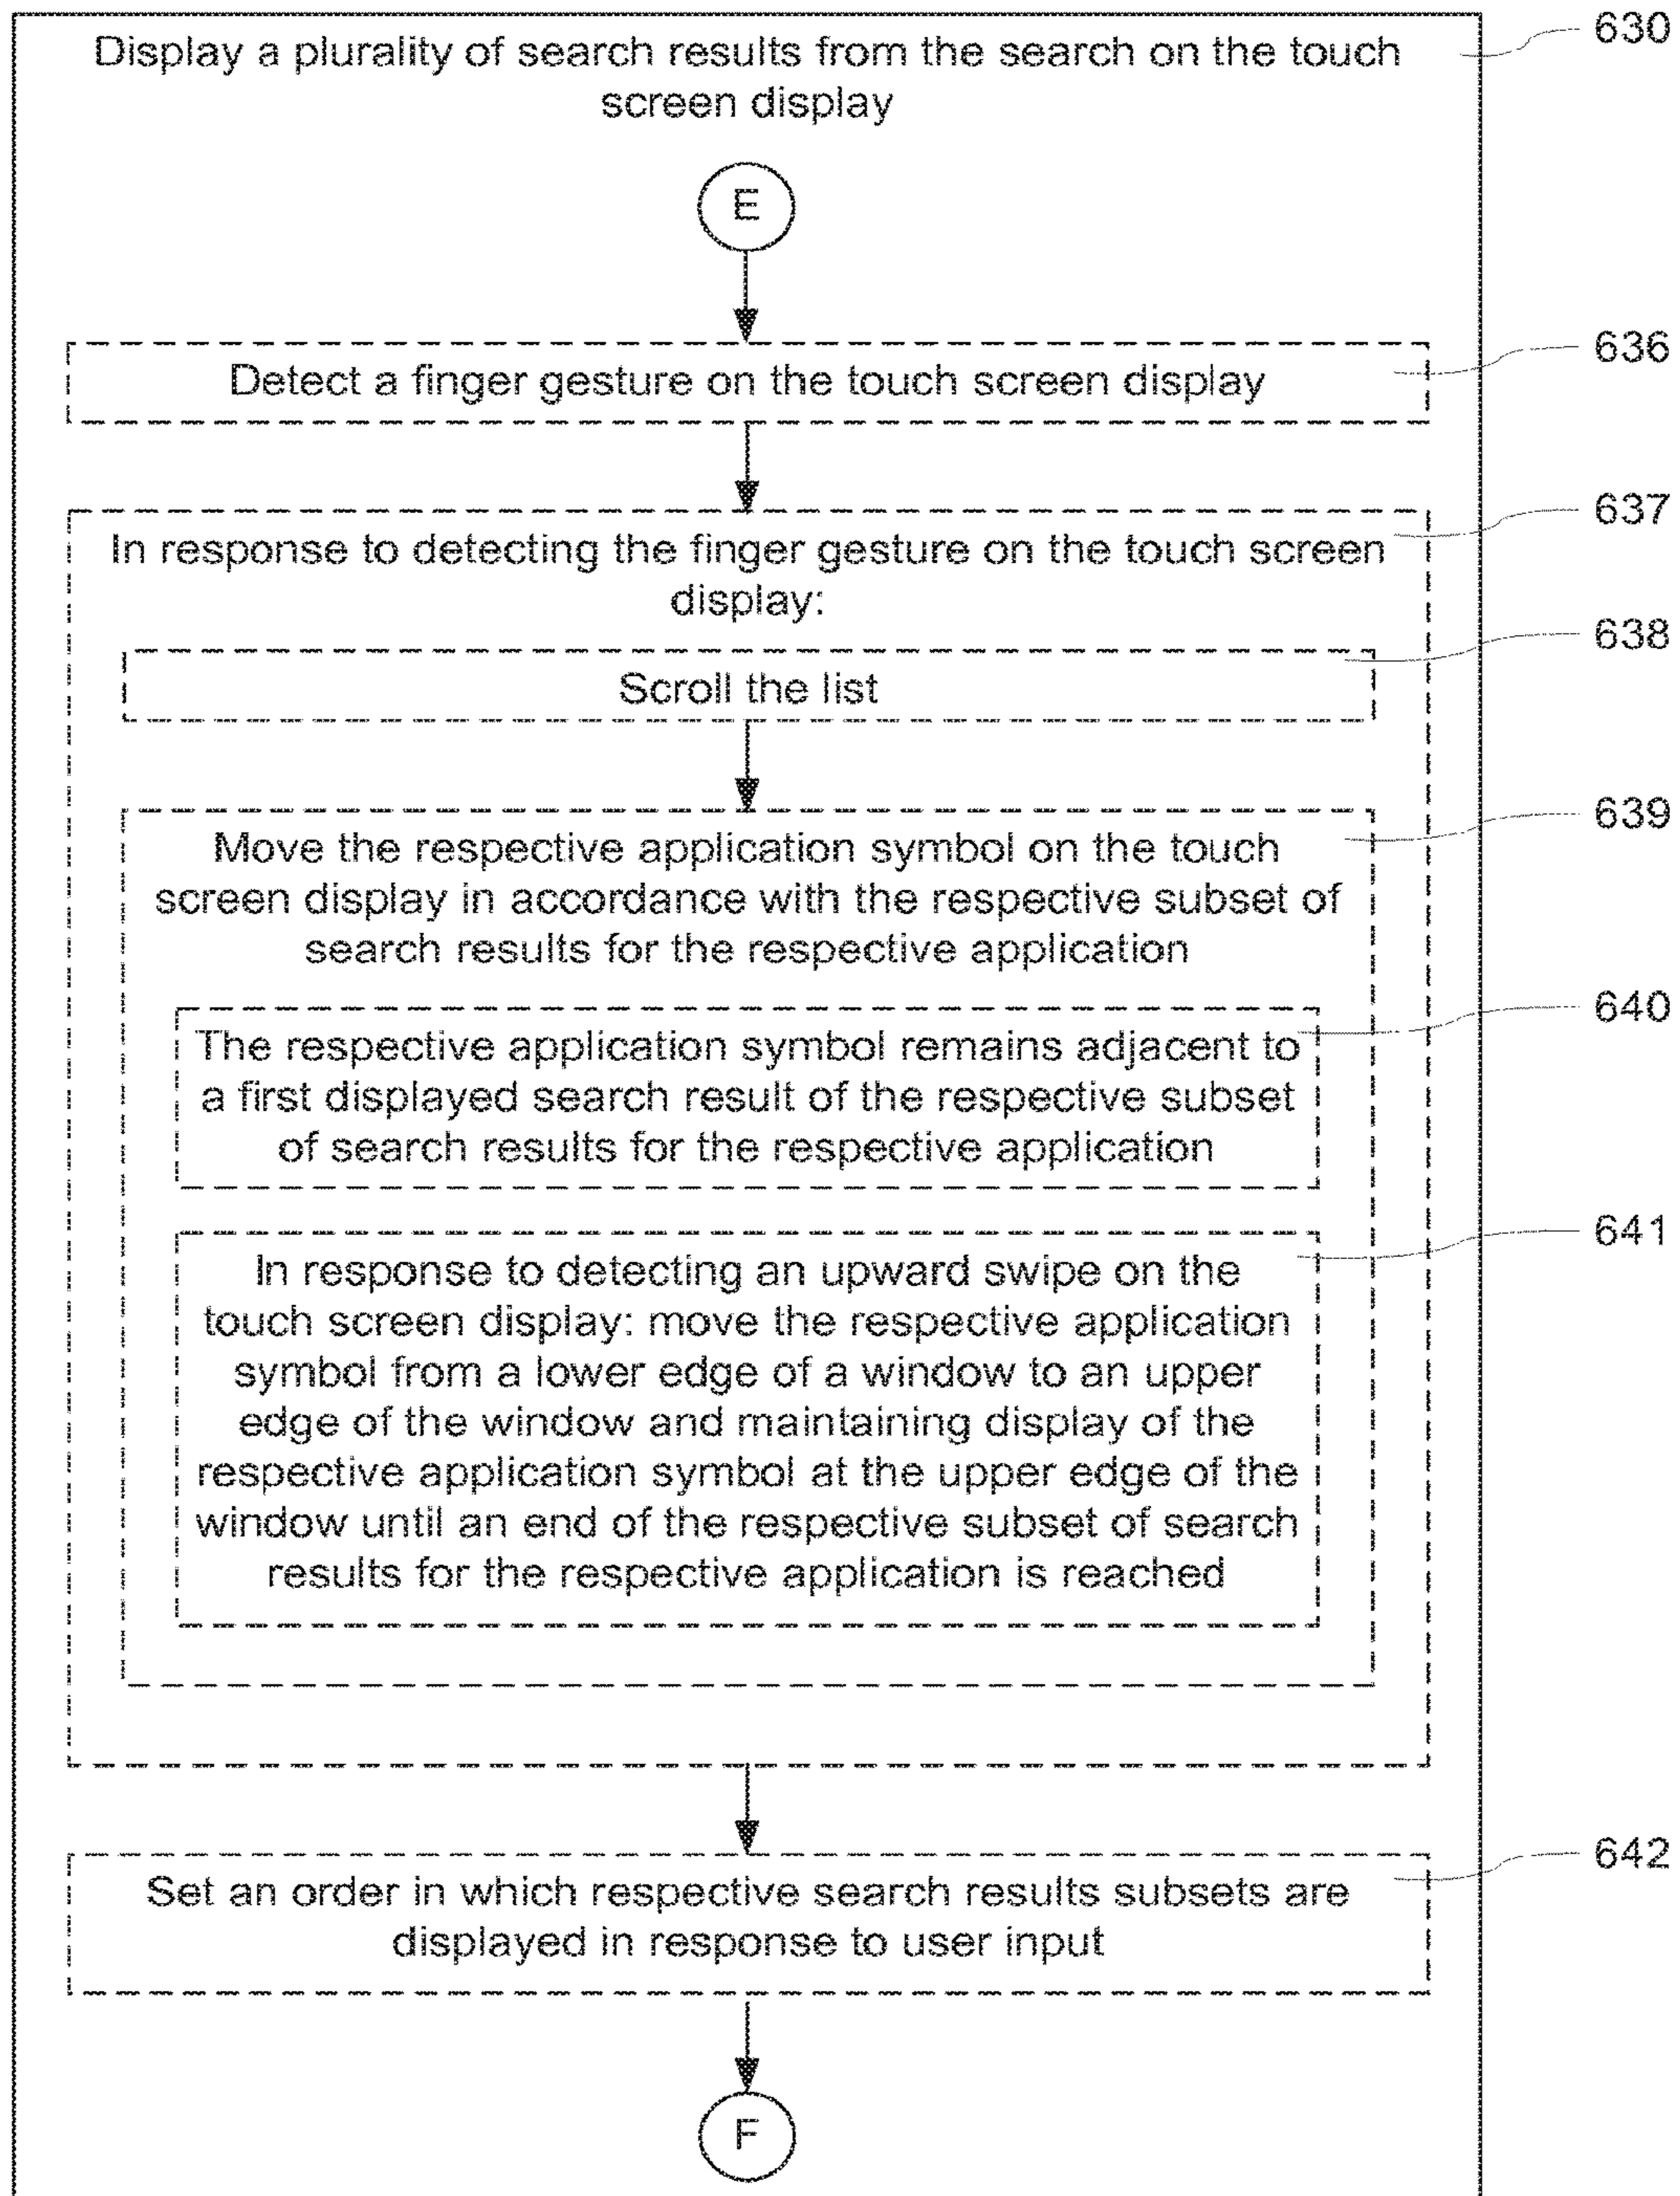 Display a plurality of search results from the search on the touch
screen display
630
E
Detect a finger gesture on the touch screen display
636
In response to detecting the finger gesture on the touch screen
display:
637
Scroll the list
638
Move the respective application symbol on the touch
screen display in accordance with the respective subset of
search results for the respective application
639
The respective application symbol remains adjacent to
a first displayed search result of the respective subset
of search results for the respective application
640
In response to detecting an upward swipe on the
touch screen display: move the respective application
symbol from a lower edge of a window to an upper
edge of the window and maintaining display of the
respective application symbol at the upper edge of the
window until an end of the respective subset of search
results for the respective application is reached
641
Set an order in which respective search results subsets are
displayed in response to user input
642
F